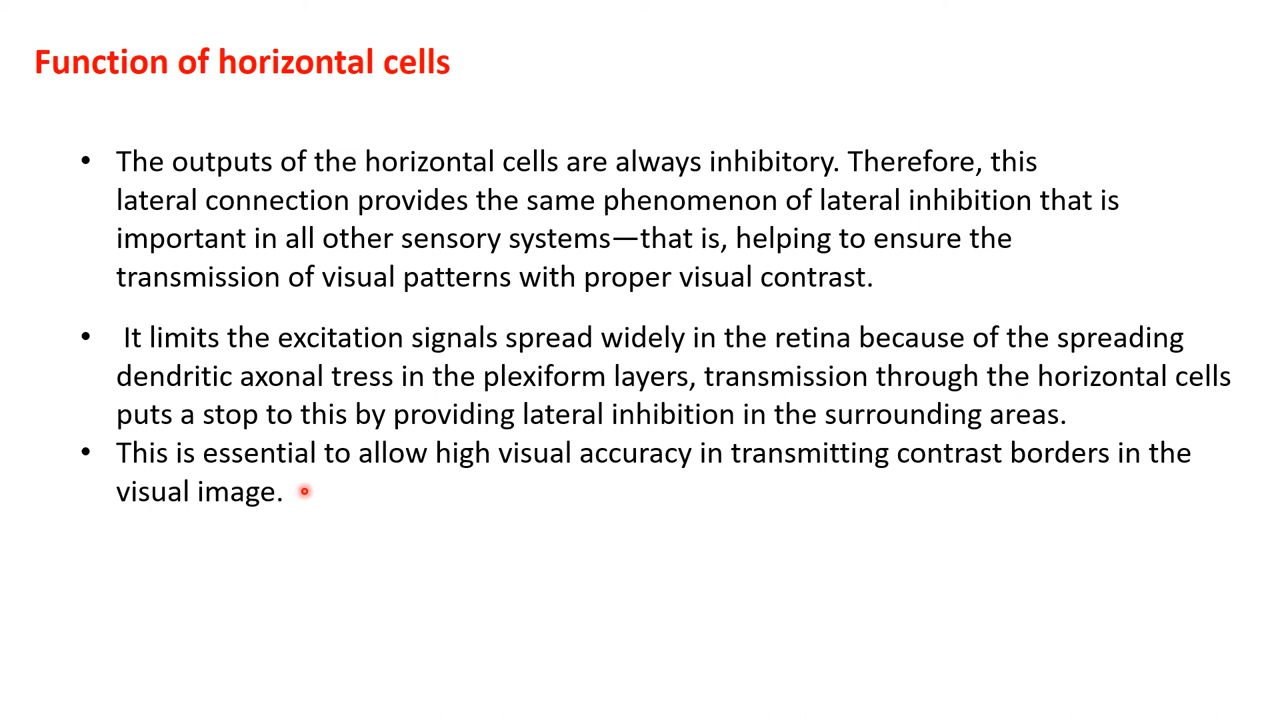 Function of horizontal cells
• The outputs of the horizontal cells are always inhibitory. Therefore, this
lateral connection provides the same phenomenon of lateral inhibition that is
important in all other sensory systems—that is, helping to ensure the
transmission of visual patterns with proper visual contrast.
• It limits the excitation signals spread widely in the retina because of the spreading
dendritic axonal tress in the plexiform layers, transmission through the horizontal cells
puts a stop to this by providing lateral inhibition in the surrounding areas.
• This is essential to allow high visual accuracy in transmitting contrast borders in the
visual image.